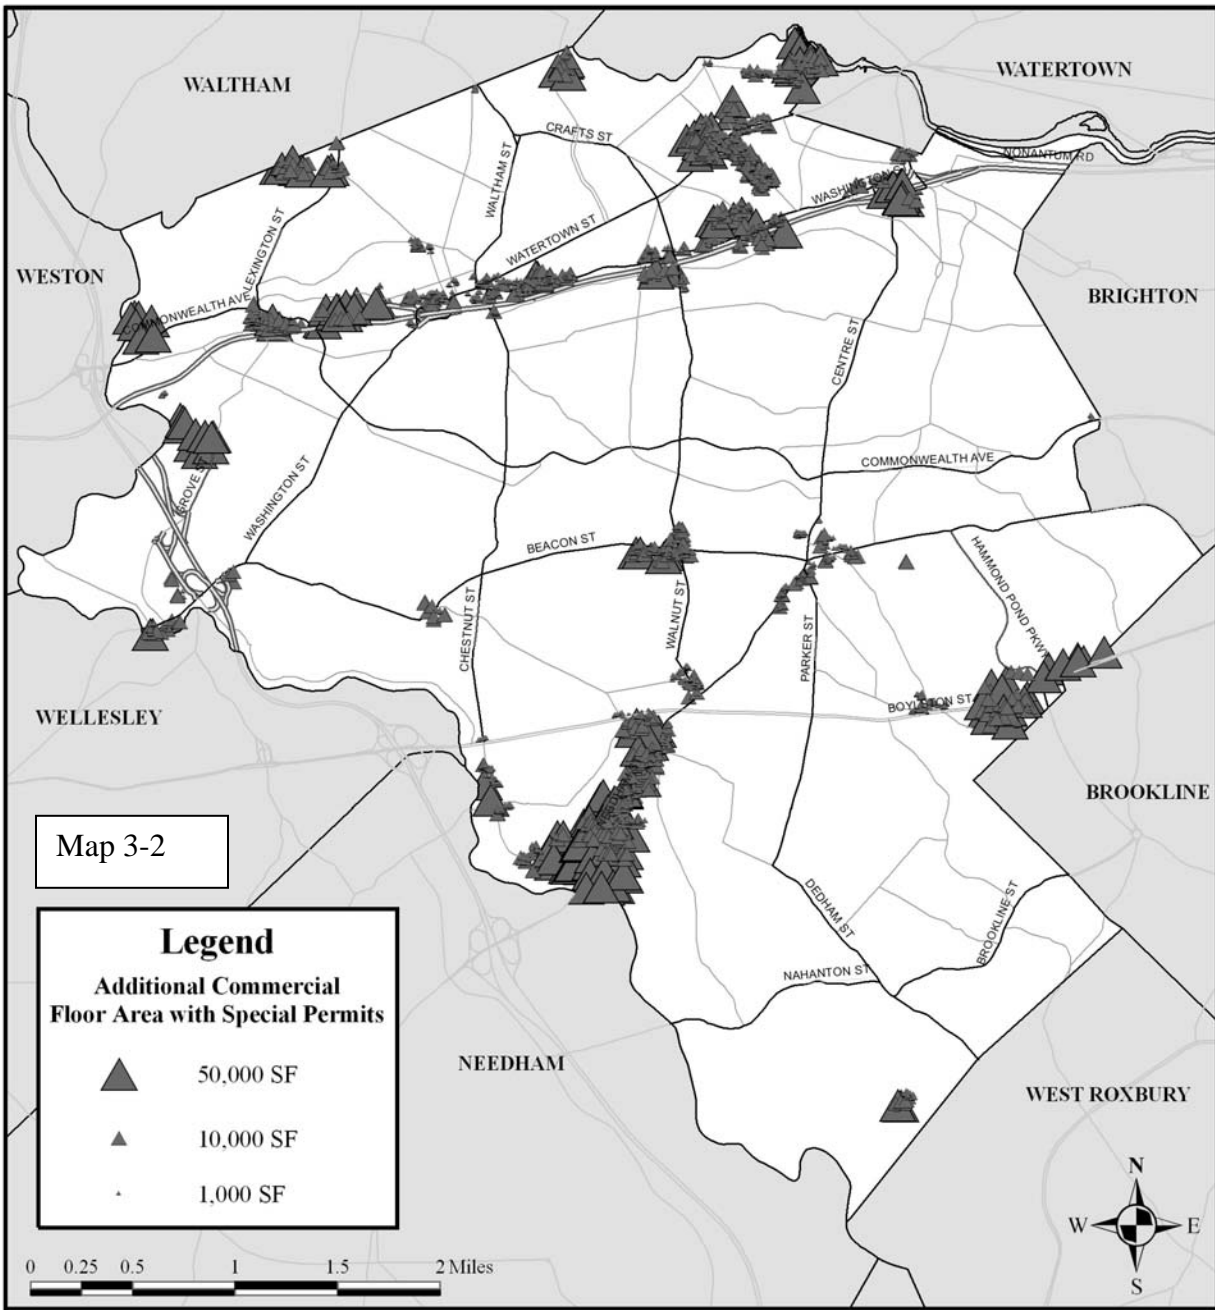 WALTHAM
WATERTOWN
CRAFTS ST
NONANTUM RD
WALTHAM ST
WASHINGTON
LEXINGTON ST
WATERTOWN ST
WESTON
BRIGHTON
COMMONWEALTH AVE
CENTRE ST
COMMONWEALTH AVE
GROVE ST
WASHINGTON ST
BEACON ST
HAMMOND POND PKWY
CHESTNUT ST
WALNUT ST
PARKER ST
WELLESLEY
BOYLSTON ST
BROOKLINE
Map 3-2
DEDHAM ST
BROOKLINE ST
NAHANTON ST
Legend
Additional Commercial
Floor Area with Special Permits
50,000 SF
10,000 SF
1,000 SF
NEEDHAM
WEST ROXBURY
N
W
E
S
0 0.25 0.5 1 1.5 2 Miles